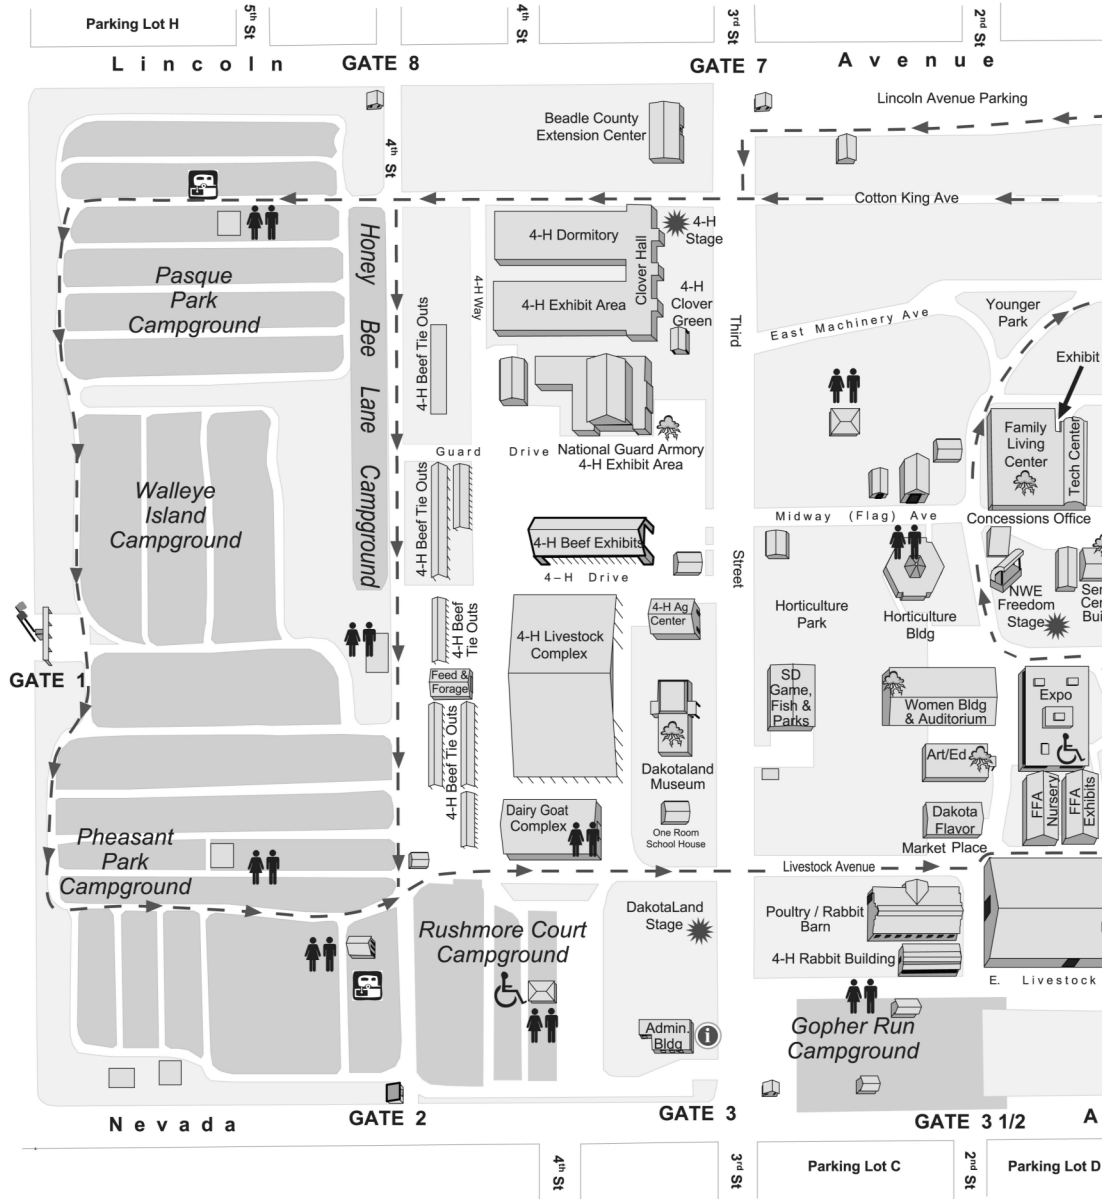 Parking Lot H
5th St
4th St
3rd St
2nd St
Lincoln
GATE 8
GATE 7
Avenue
Lincoln Avenue Parking
Beadle County
Extension Center
4th St
Cotton King Ave
Honey Bee Lane Campground
4-H Dormitory
Clover Hall
4-H
Stage
4-H Exhibit Area
4-H
Clover
Green
4-H Way
Pasque
Park
Campground
4-H Beef Tie Outs
Third
Street
East Machinery Ave
Younger
Park
Exhibit
Family
Living
Center
Tech Center
Guard Drive
National Guard Armory
4-H Exhibit Area
Walleye
Island
Campground
4-H Beef Tie Outs
4-H Beef Exhibits
4-H Drive
Midway (Flag) Ave
Concessions Office
NWE
Freedom
Stage
Horticulture
Park
Horticulture
Bldg
4-H Beef
Tie Outs
4-H Livestock
Complex
4-H Ag
Center
GATE 1
Feed &
Forage
SD
Game,
Fish &
Parks
Women Bldg
& Auditorium
Expo
4-H Beef Tie Outs
Dakotaland
Museum
Art/Ed
FFA
Nursery
FFA
Exhibits
Dairy Goat
Complex
One Room
School House
Dakota
Flavor
Market Place
Pheasant
Park
Campground
Livestock Avenue
Rushmore Court
Campground
DakotaLand
Stage
Poultry / Rabbit
Barn
4-H Rabbit Building
E. Livestock
Admin.
Bldg
i
Gopher Run
Campground
Nevada
GATE 2
GATE 3
GATE 3 1/2
A
4th St
3rd St
Parking Lot C
2nd St
Parking Lot D